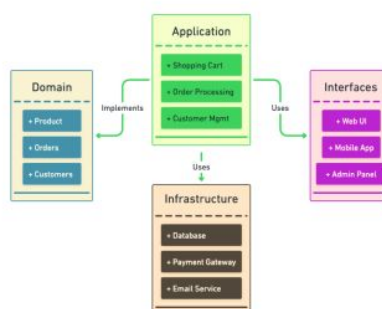 Application
+ Shopping Cart
+ Order Processing
+ Customer Mgmt
Domain
+ Product
+ Orders
+ Customers
Implements
Uses
Interfaces
+ Web UI
+ Mobile App
+ Admin Panel
Uses
Infrastructure
+ Database
+ Payment Gateway
+ Email Service